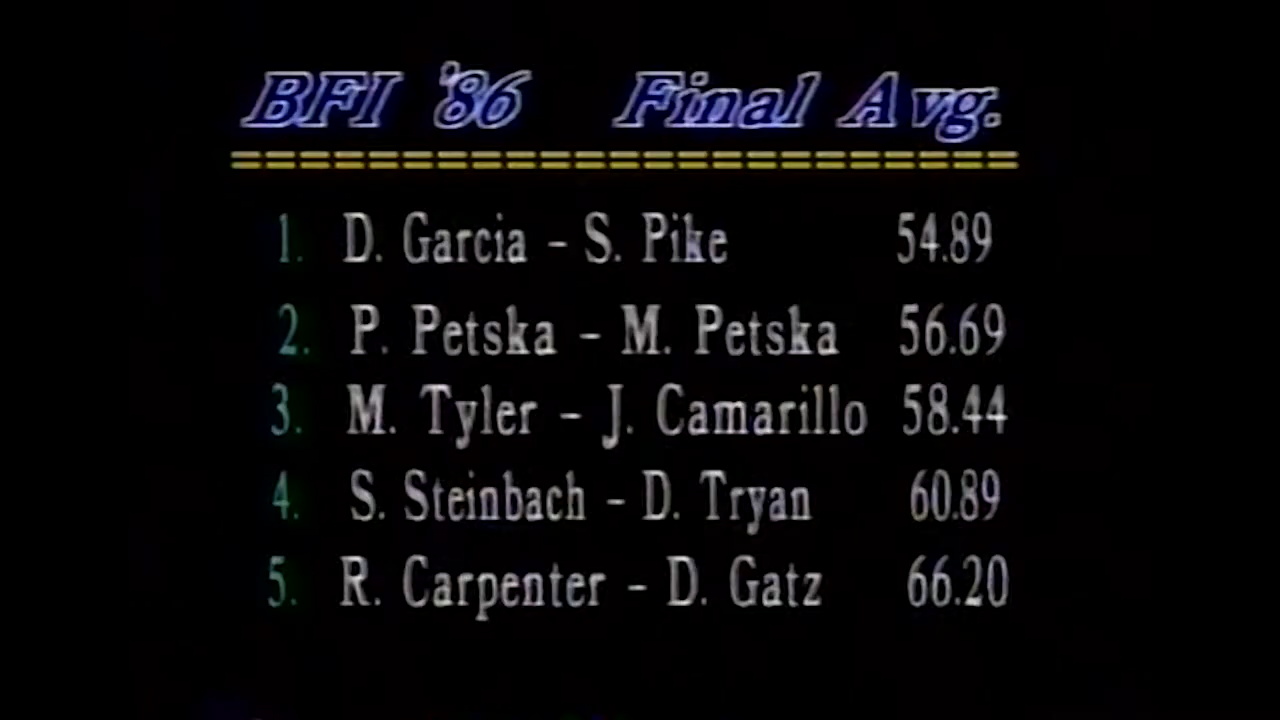 BFI '86 Final Avg.
=======================
1. D. Garcia - S. Pike 54.89
2. P. Petska - M. Petska 56.69
3. M. Tyler - J. Camarillo 58.44
4. S. Steinbach - D. Tryan 60.89
5. R. Carpenter - D. Gatz 66.20